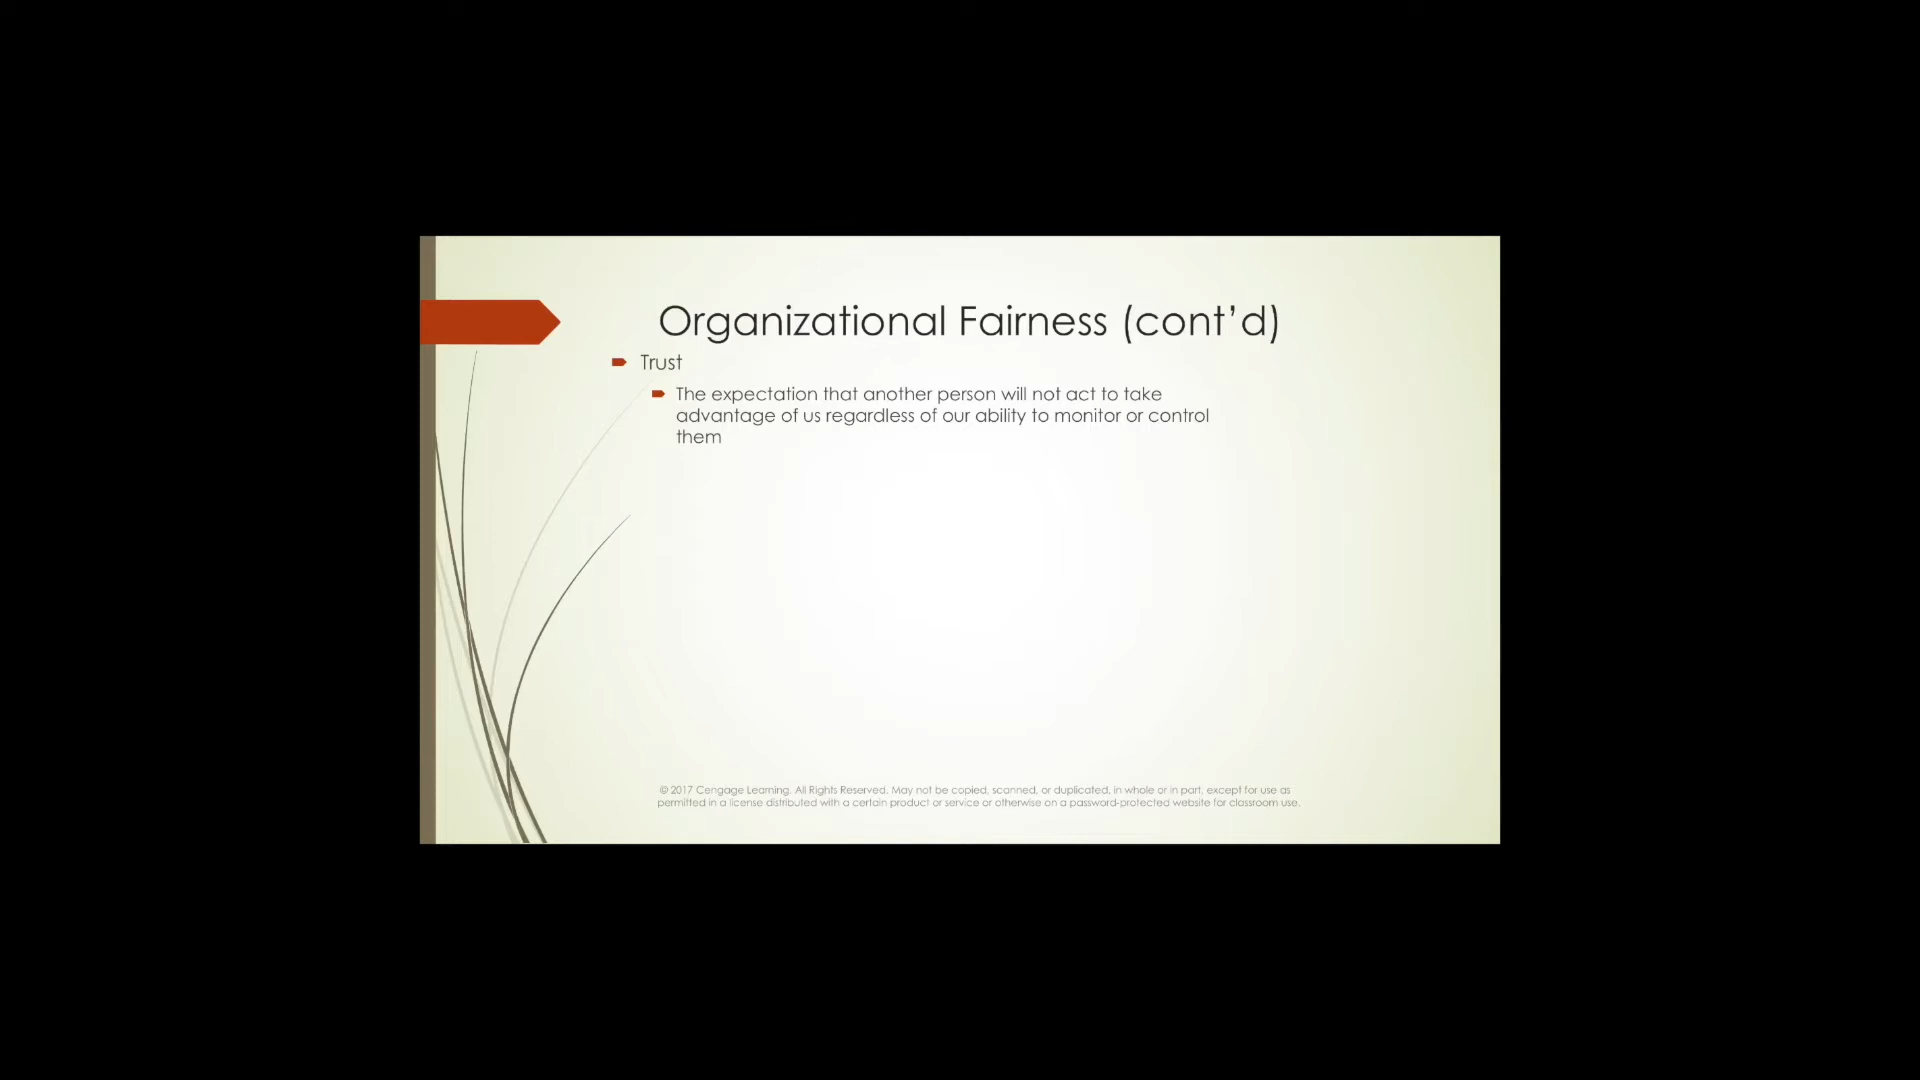 Organizational Fairness (cont’d)
Trust
The expectation that another person will not act to take
advantage of us regardless of our ability to monitor or control
them
© 2017 Cengage Learning. All Rights Reserved. May not be copied, scanned, or duplicated, in whole or in part, except for use as
permitted in a license distributed with a certain product or service or otherwise on a password-protected website for classroom use.